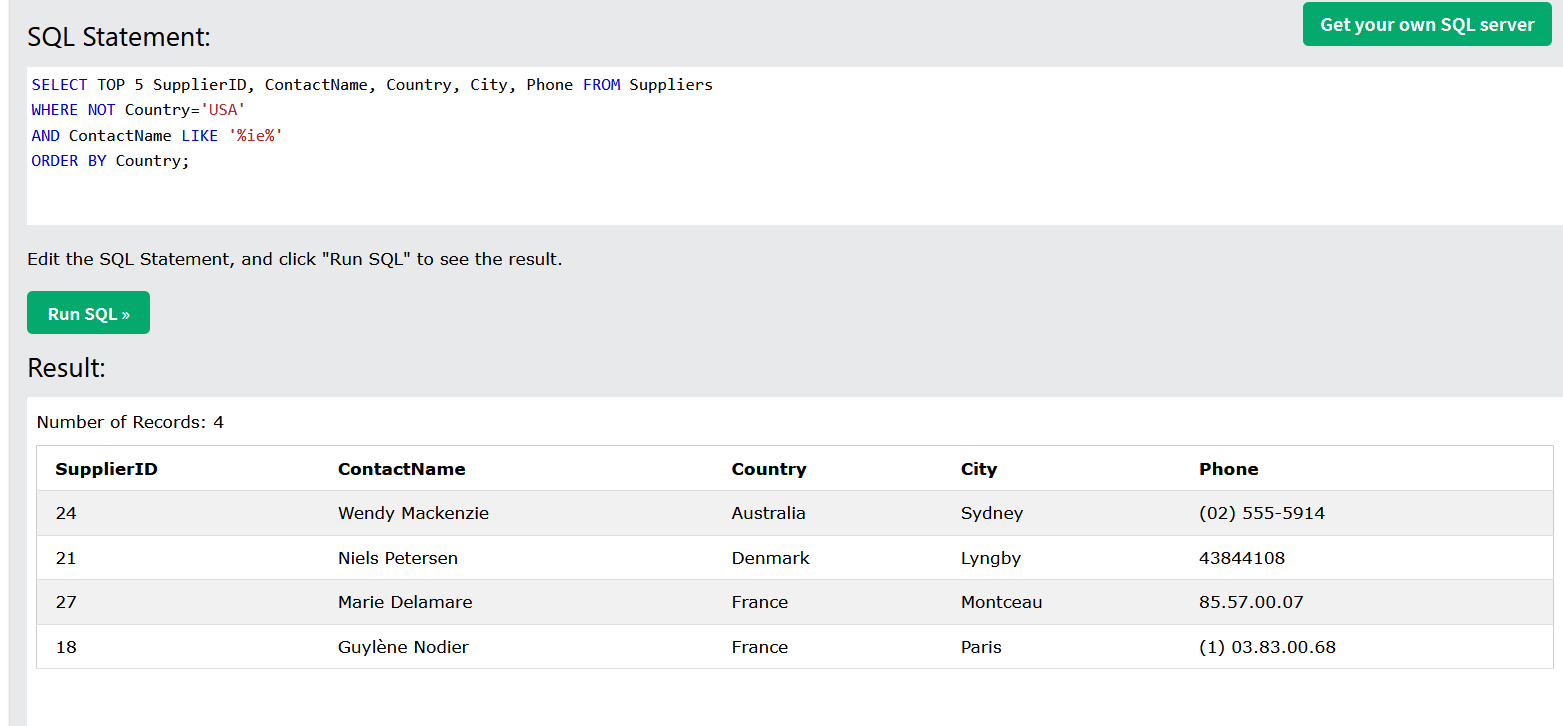 SQL Statement:
Get your own SQL server
SELECT TOP 5 SupplierID, ContactName, Country, City, Phone FROM Suppliers
WHERE NOT Country='USA'
AND ContactName LIKE '%ie%'
ORDER BY Country;
Edit the SQL Statement, and click "Run SQL" to see the result.
Run SQL »
Result:
Number of Records: 4
SupplierID ContactName Country City Phone
24 Wendy Mackenzie Australia Sydney (02) 555-5914
21 Niels Petersen Denmark Lyngby 43844108
27 Marie Delamare France Montceau 85.57.00.07
18 Guylène Nodier France Paris (1) 03.83.00.68